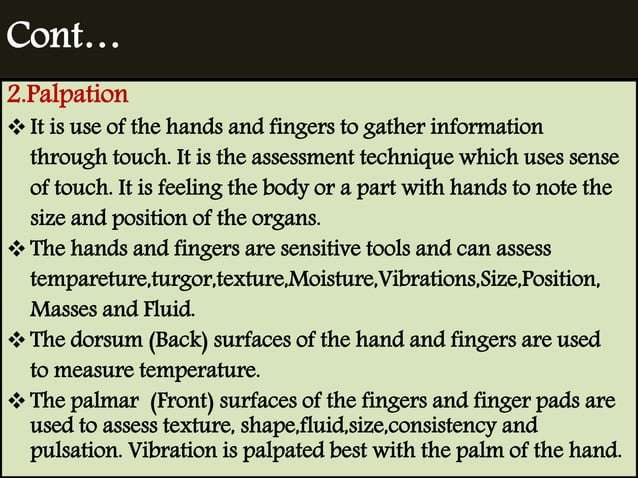 Cont...
2.Palpation
❖ It is use of the hands and fingers to gather information
through touch. It is the assessment technique which uses sense
of touch. It is feeling the body or a part with hands to note the
size and position of the organs.
❖ The hands and fingers are sensitive tools and can assess
tempareture,turgor,texture,Moisture,Vibrations,Size,Position,
Masses and Fluid.
❖ The dorsum (Back) surfaces of the hand and fingers are used
to measure temperature.
❖ The palmar (Front) surfaces of the fingers and finger pads are
used to assess texture, shape,fluid,size,consistency and
pulsation. Vibration is palpated best with the palm of the hand.